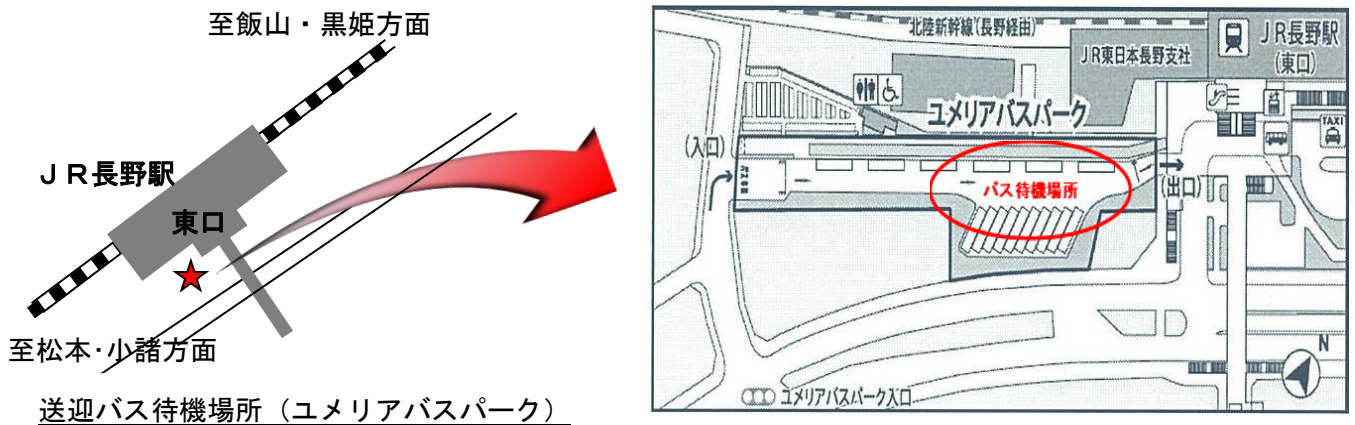 至飯山・黒姫方面
ＪＲ長野駅
東口
至松本・小諸方面
送迎バス待機場所（ユメリアバスパーク）
北陸新幹線（長野経由）
ＪＲ東日本長野支社
ＪＲ長野駅
（東口）
ユメリアバスパーク
（入口）
バス待機場所
（出口）
TAXI
N
ユメリアバスパーク入口